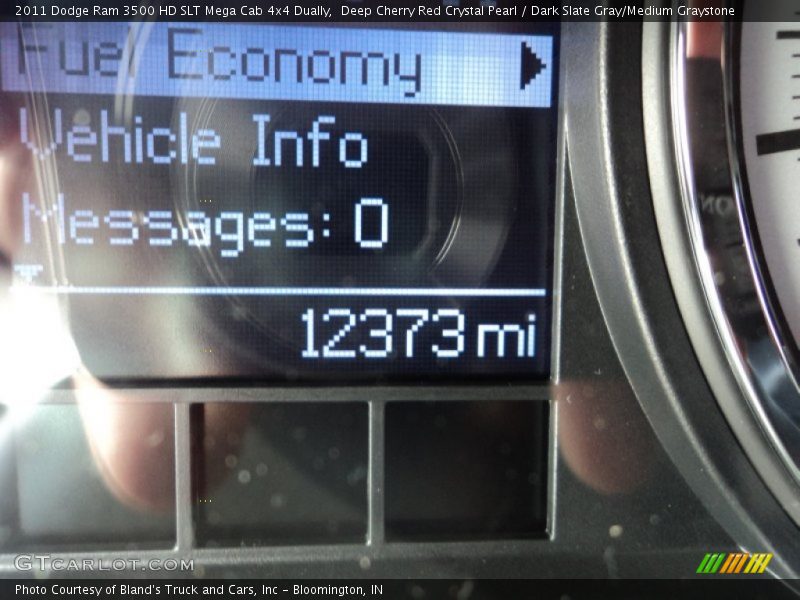 2011 Dodge Ram 3500 HD SLT Mega Cab 4x4 Dually,  Deep Cherry Red Crystal Pearl / Dark Slate Gray/Medium Graystone
Fuel Economy
Vehicle Info
Messages: 0
12373 mi
GTCARLOT.COM
Photo Courtesy of Bland's Truck and Cars, Inc - Bloomington, IN